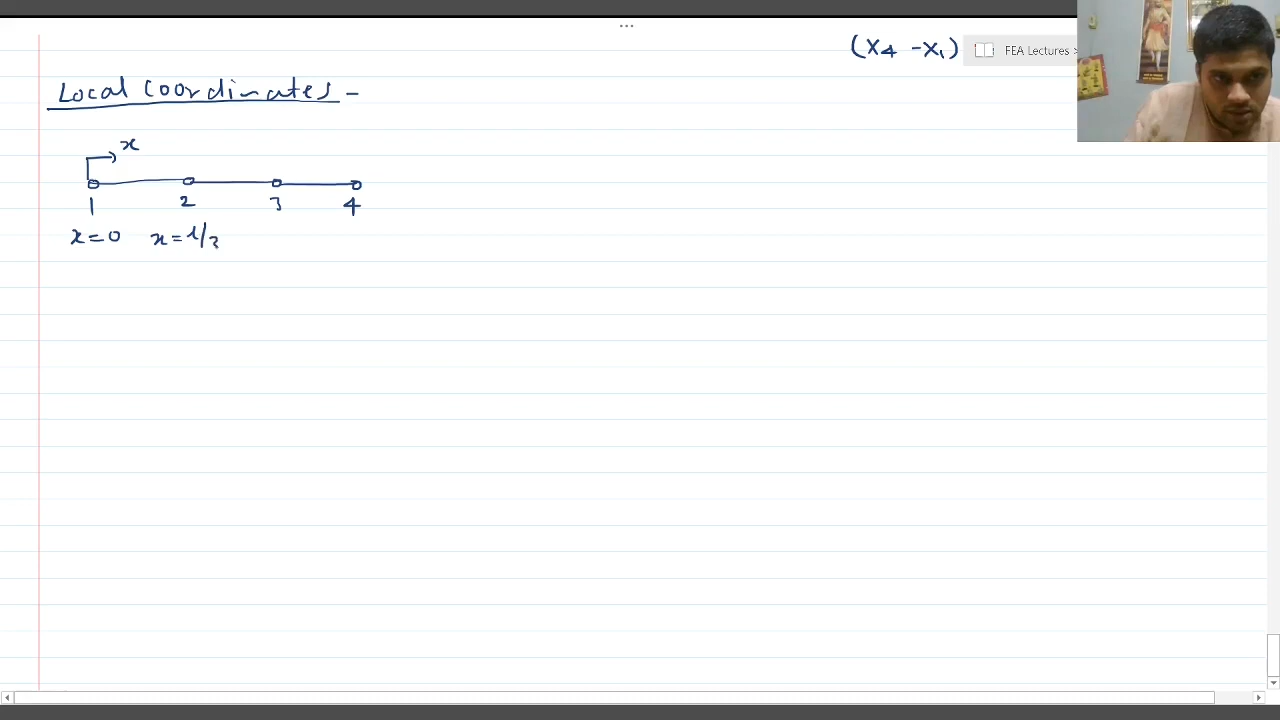 (x4 - x1)
FEA Lectures >
Local Coordinates -
x
1 2 3 4
x=0 x=l/3